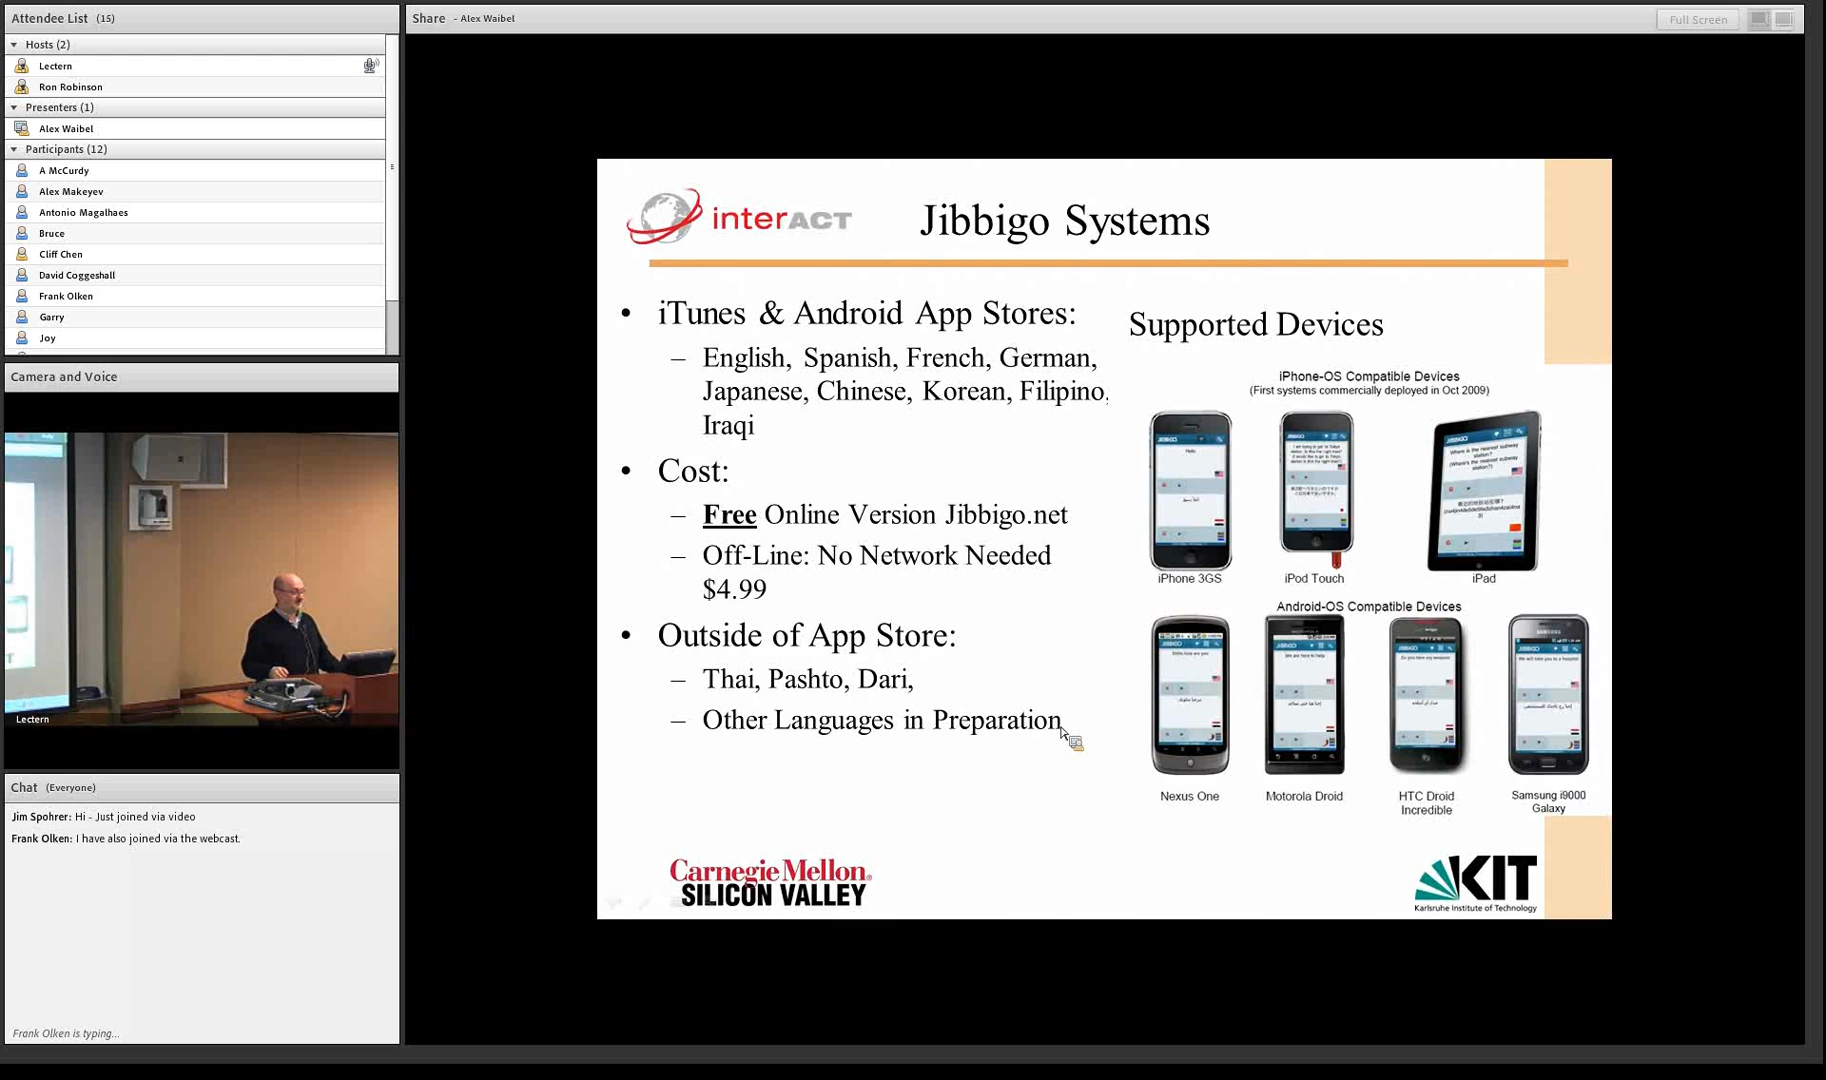 Attendee List (15)
Hosts (2)
Lectern
Ron Robinson
Presenters (1)
Alex Waibel
Participants (12)
A McCurdy
Alex Makeyev
Antonio Magalhaes
Bruce
Cliff Chen
David Coggeshall
Frank Olken
Garry
Joy
Camera and Voice
Lectern
Chat (Everyone)
Jim Spohrer: Hi - Just joined via video
Frank Olken: I have also joined via the webcast.
Frank Olken is typing...
Share - Alex Waibel
Full Screen
interACT
Jibbigo Systems
• iTunes & Android App Stores:
– English, Spanish, French, German,
Japanese, Chinese, Korean, Filipino,
Iraqi
• Cost:
– Free Online Version Jibbigo.net
– Off-Line: No Network Needed
$4.99
• Outside of App Store:
– Thai, Pashto, Dari,
– Other Languages in Preparation
Supported Devices
iPhone-OS Compatible Devices
(First systems commercially deployed in Oct 2009)
iPhone 3GS
iPod Touch
iPad
Android-OS Compatible Devices
Nexus One
Motorola Droid
HTC Droid
Incredible
Samsung i9000
Galaxy
Carnegie Mellon
SILICON VALLEY
KIT
Karlsruhe Institute of Technology